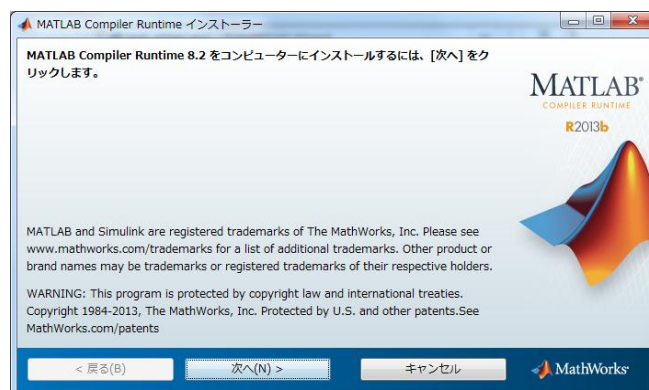 MATLAB Compiler Runtime インストーラー
MATLAB Compiler Runtime 8.2 をコンピューターにインストールするには、[次へ] をク
リックします。
MATLAB®
COMPILER RUNTIME
R2013b
MATLAB and Simulink are registered trademarks of The MathWorks, Inc. Please see
www.mathworks.com/trademarks for a list of additional trademarks. Other product or
brand names may be trademarks or registered trademarks of their respective holders.
WARNING: This program is protected by copyright law and international treaties.
Copyright 1984-2013, The MathWorks, Inc. Protected by U.S. and other patents.See
MathWorks.com/patents
< 戻る(B)
次へ(N) >
キャンセル
MathWorks®